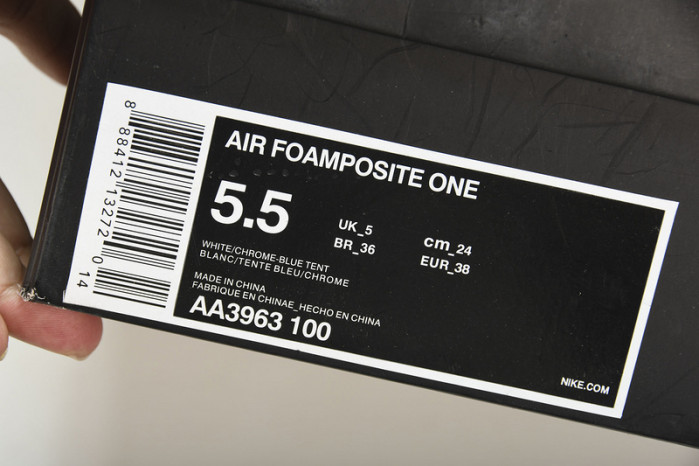 AIR FOAMPOSITE ONE
5.5
UK_5
BR_36
cm_24
EUR_38
WHITE/CHROME-BLUE TENT
BLANC/TENTE BLEU/CHROME
MADE IN CHINA
FABRIQUE EN CHINAE_HECHO EN CHINA
AA3963 100
NIKE.COM
8 88412 13272 0 14